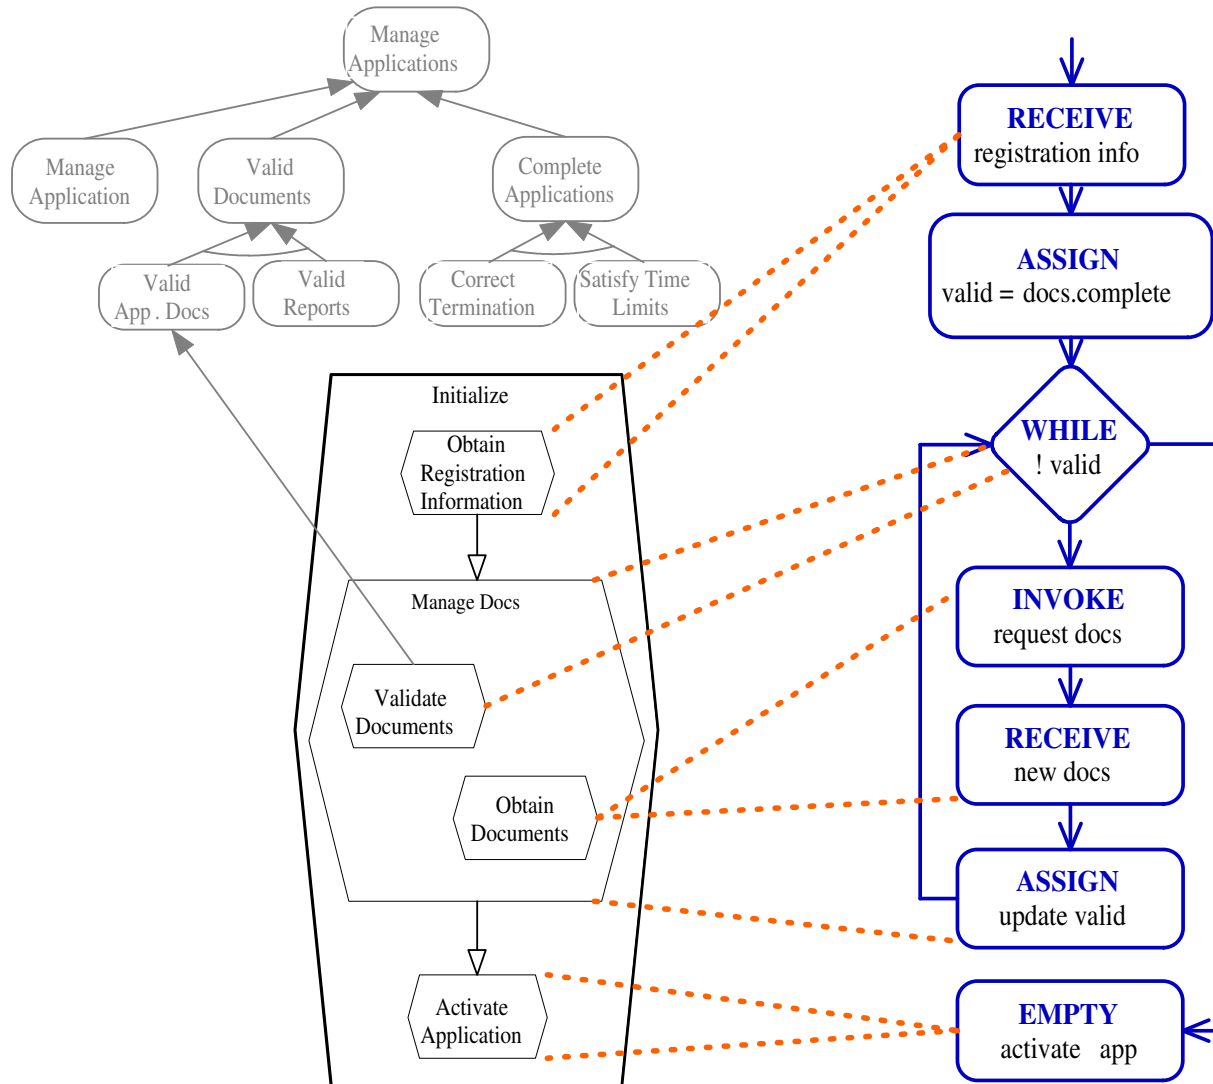 Manage
Applications
Manage
Application
Valid
Documents
Complete
Applications
Valid
App . Docs
Valid
Reports
Correct
Termination
Satisfy Time
Limits
Initialize
Obtain
Registration
Information
Manage Docs
Validate
Documents
Obtain
Documents
Activate
Application
RECEIVE
registration info
ASSIGN
valid = docs.complete
WHILE
! valid
INVOKE
request docs
RECEIVE
new docs
ASSIGN
update valid
EMPTY
activate app